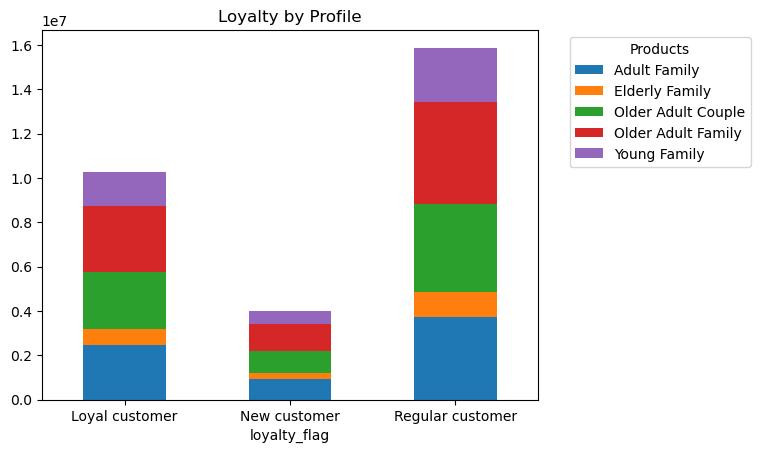 Loyalty by Profile
1e7
1.6
1.4
1.2
1.0
0.8
0.6
0.4
0.2
0.0
Loyal customer
New customer
Regular customer
loyalty_flag
Products
Adult Family
Elderly Family
Older Adult Couple
Older Adult Family
Young Family